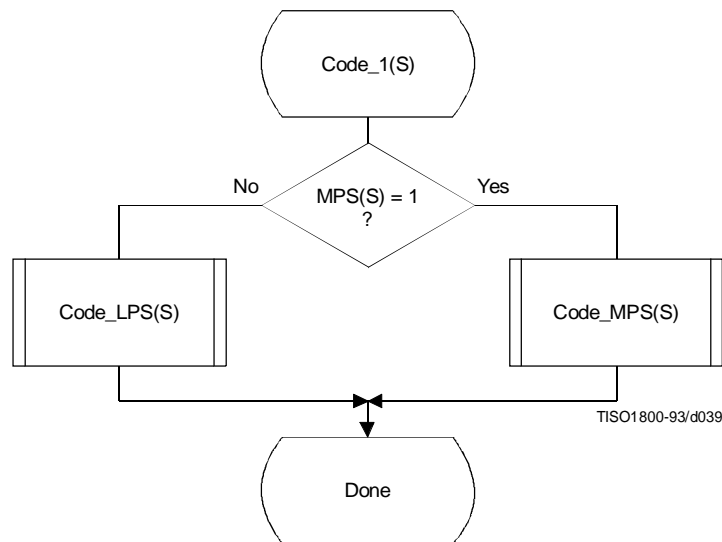 Code_1(S)
No
MPS(S) = 1
?
Yes
Code_LPS(S)
Code_MPS(S)
TISO1800-93/d039
Done